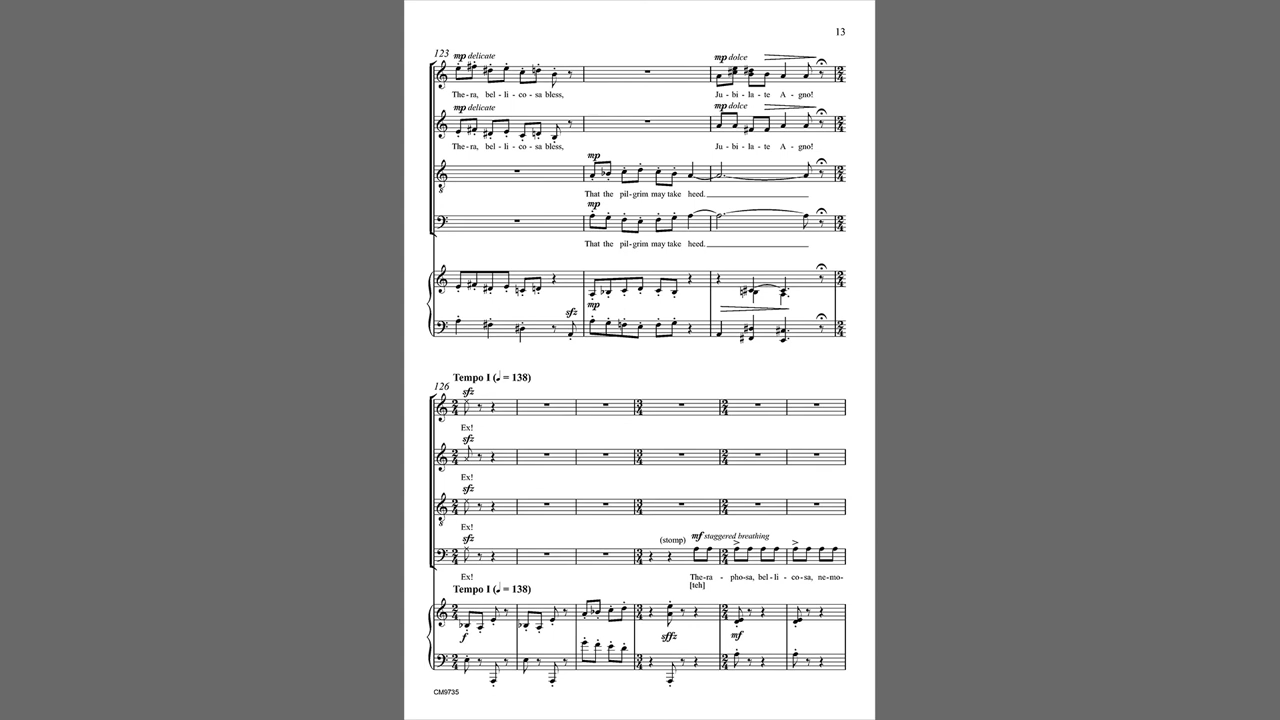 13
123
mp delicate
The-ra, bel-li-co-sa bless,
mp dolce
Ju-bi-la-te A-gno!
mp delicate
The-ra, bel-li-co-sa bless,
mp dolce
Ju-bi-la-te A-gno!
mp
8
That the pil-grim may take heed.
mp
That the pil-grim may take heed.
sfz
mp
126
Tempo I (♩ = 138)
sfz
Ex!
sfz
Ex!
sfz
8
Ex!
sfz
(stomp)
mf staggered breathing
Ex!
The-ra - pho-sa, bel-li - co-sa, ne-mo-
[teh]
Tempo I (♩ = 138)
f
sffz
mf
CM9735